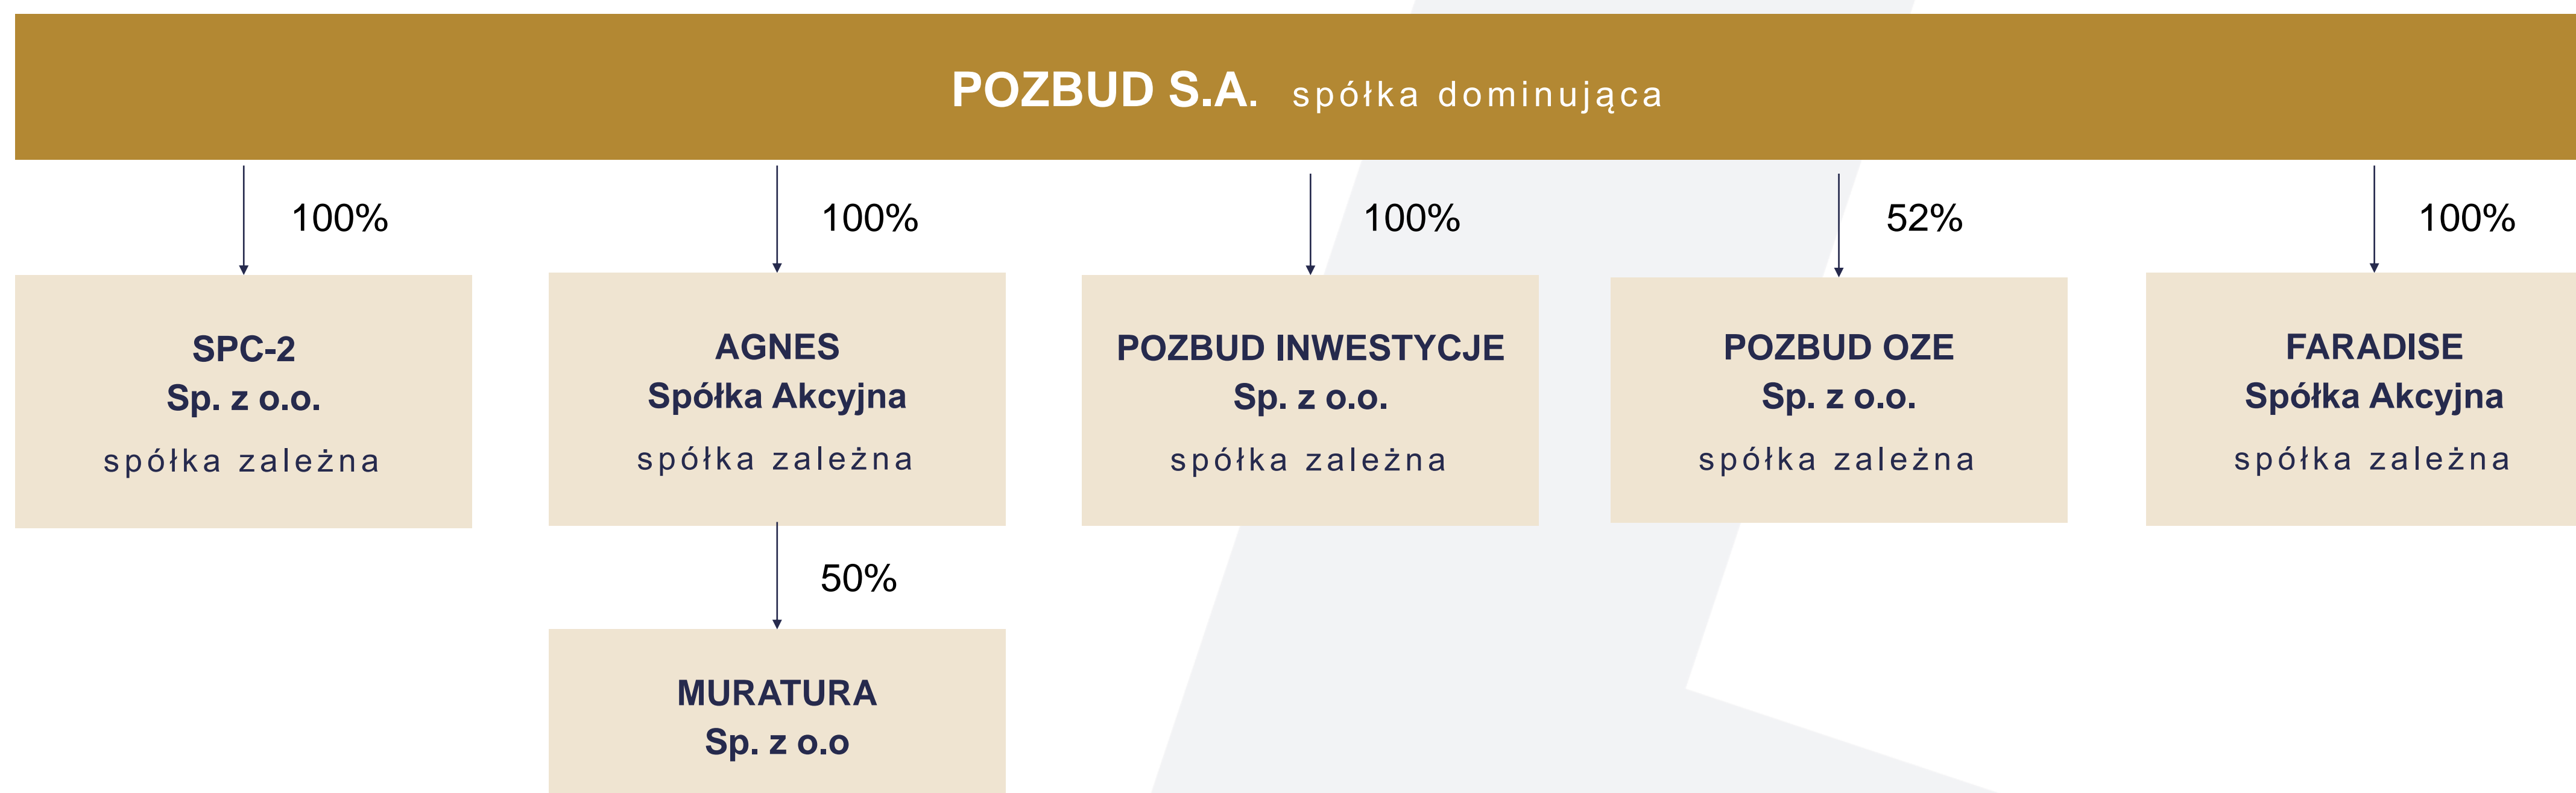 POZBUD S.A. spółka dominująca
100%
100%
100%
52%
100%
SPC-2
Sp. z o.o.
spółka zależna
AGNES
Spółka Akcyjna
spółka zależna
POZBUD INWESTYCJE
Sp. z o.o.
spółka zależna
POZBUD OZE
Sp. z o.o.
spółka zależna
FARADISE
Spółka Akcyjna
spółka zależna
50%
MURATURA
Sp. z o.o